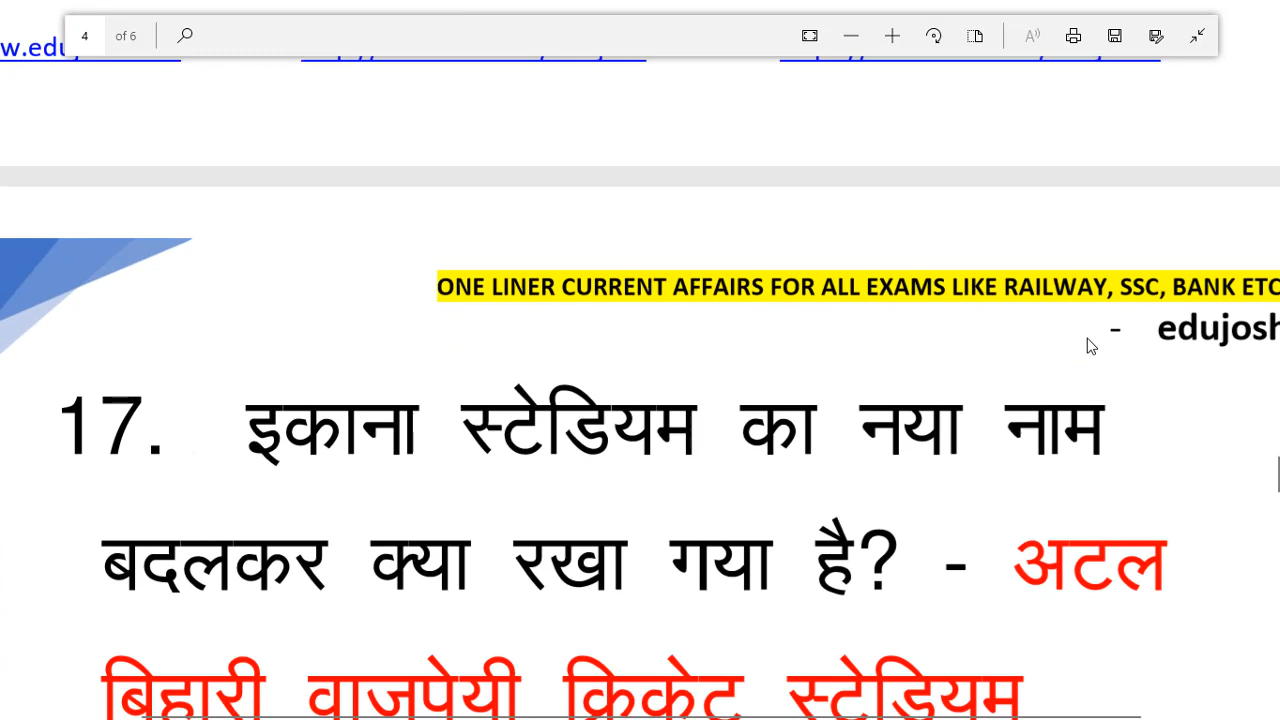 4 of 6
w.edu
ONE LINER CURRENT AFFAIRS FOR ALL EXAMS LIKE RAILWAY, SSC, BANK ETC
- edujosh
17. इकाना स्टेडियम का नया नाम
बदलकर क्या रखा गया है? - अटल
बिहारी वाजपेयी क्रिकेट स्टेडियम